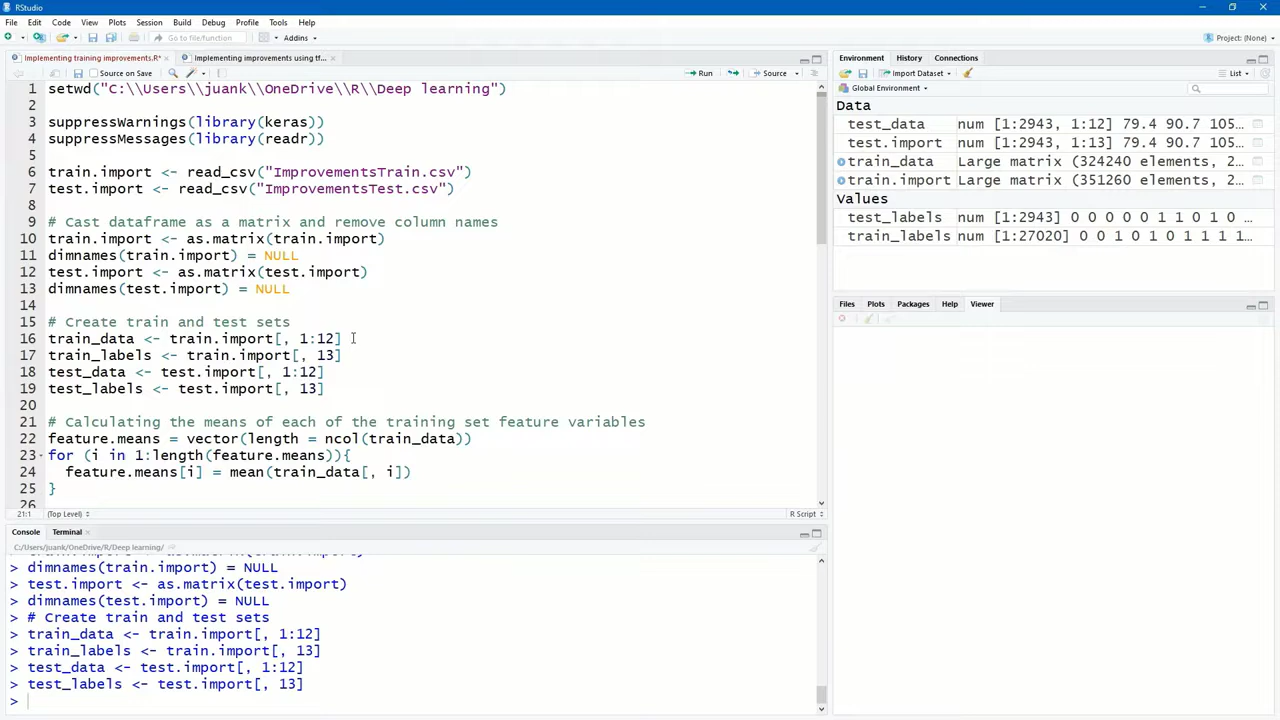 RStudio
File Edit Code View Plots Session Build Debug Profile Tools Help
Go to file/function Addins Project: (None)
Implementing training improvements.R* Implementing improvements using tf...
Source on Save Run Source
1 setwd("C:\\Users\\juank\\OneDrive\\R\\Deep learning")
2
3 suppressWarnings(library(keras))
4 suppressMessages(library(readr))
5
6 train.import <- read_csv("ImprovementsTrain.csv")
7 test.import <- read_csv("ImprovementsTest.csv")
8
9 # Cast dataframe as a matrix and remove column names
10 train.import <- as.matrix(train.import)
11 dimnames(train.import) = NULL
12 test.import <- as.matrix(test.import)
13 dimnames(test.import) = NULL
14
15 # Create train and test sets
16 train_data <- train.import[, 1:12]
17 train_labels <- train.import[, 13]
18 test_data <- test.import[, 1:12]
19 test_labels <- test.import[, 13]
20
21 # Calculating the means of each of the training set feature variables
22 feature.means = vector(length = ncol(train_data))
23 for (i in 1:length(feature.means)){
24 feature.means[i] = mean(train_data[, i])
25 }
26
21:1 (Top Level) R Script
Console Terminal
C:/Users/juank/OneDrive/R/Deep learning/
> dimnames(train.import) = NULL
> test.import <- as.matrix(test.import)
> dimnames(test.import) = NULL
> # Create train and test sets
> train_data <- train.import[, 1:12]
> train_labels <- train.import[, 13]
> test_data <- test.import[, 1:12]
> test_labels <- test.import[, 13]
>
Environment History Connections
Import Dataset List
Global Environment
Data
test_data num [1:2943, 1:12] 79.4 90.7 105…
test.import num [1:2943, 1:13] 79.4 90.7 105…
train_data Large matrix (324240 elements, 2…
train.import Large matrix (351260 elements, 2…
Values
test_labels num [1:2943] 0 0 0 0 0 1 1 0 1 0 …
train_labels num [1:27020] 0 0 1 0 1 0 1 1 1 1…
Files Plots Packages Help Viewer